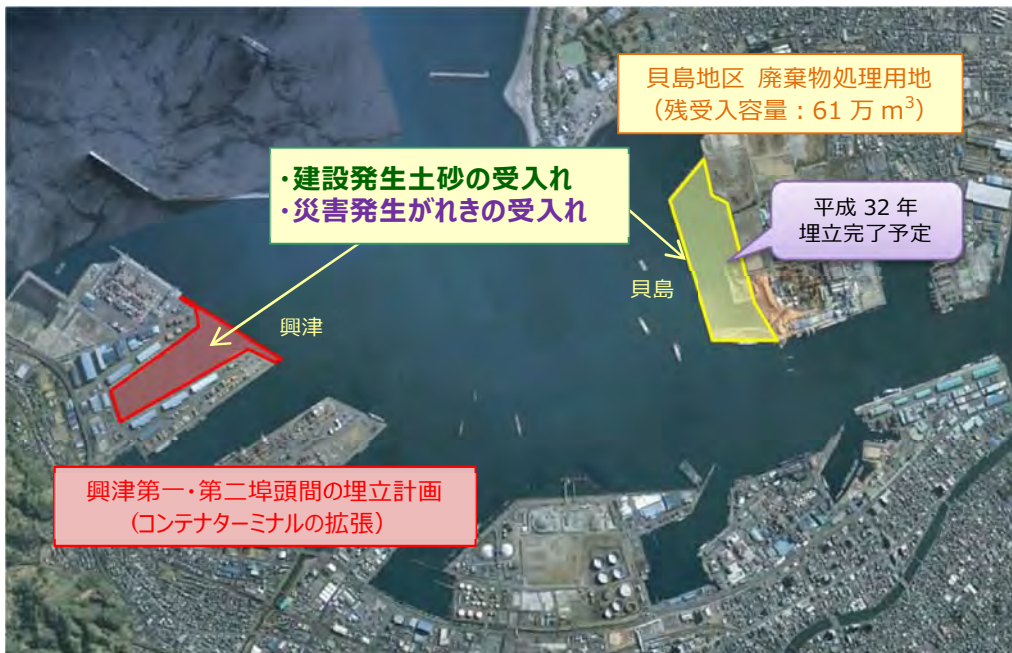 貝島地区 廃棄物処理用地
（残受入容量：61 万 m³）
・建設発生土砂の受入れ
・災害発生がれきの受入れ
平成 32 年
埋立完了予定
貝島
興津
興津第一・第二埠頭間の埋立計画
（コンテナターミナルの拡張）